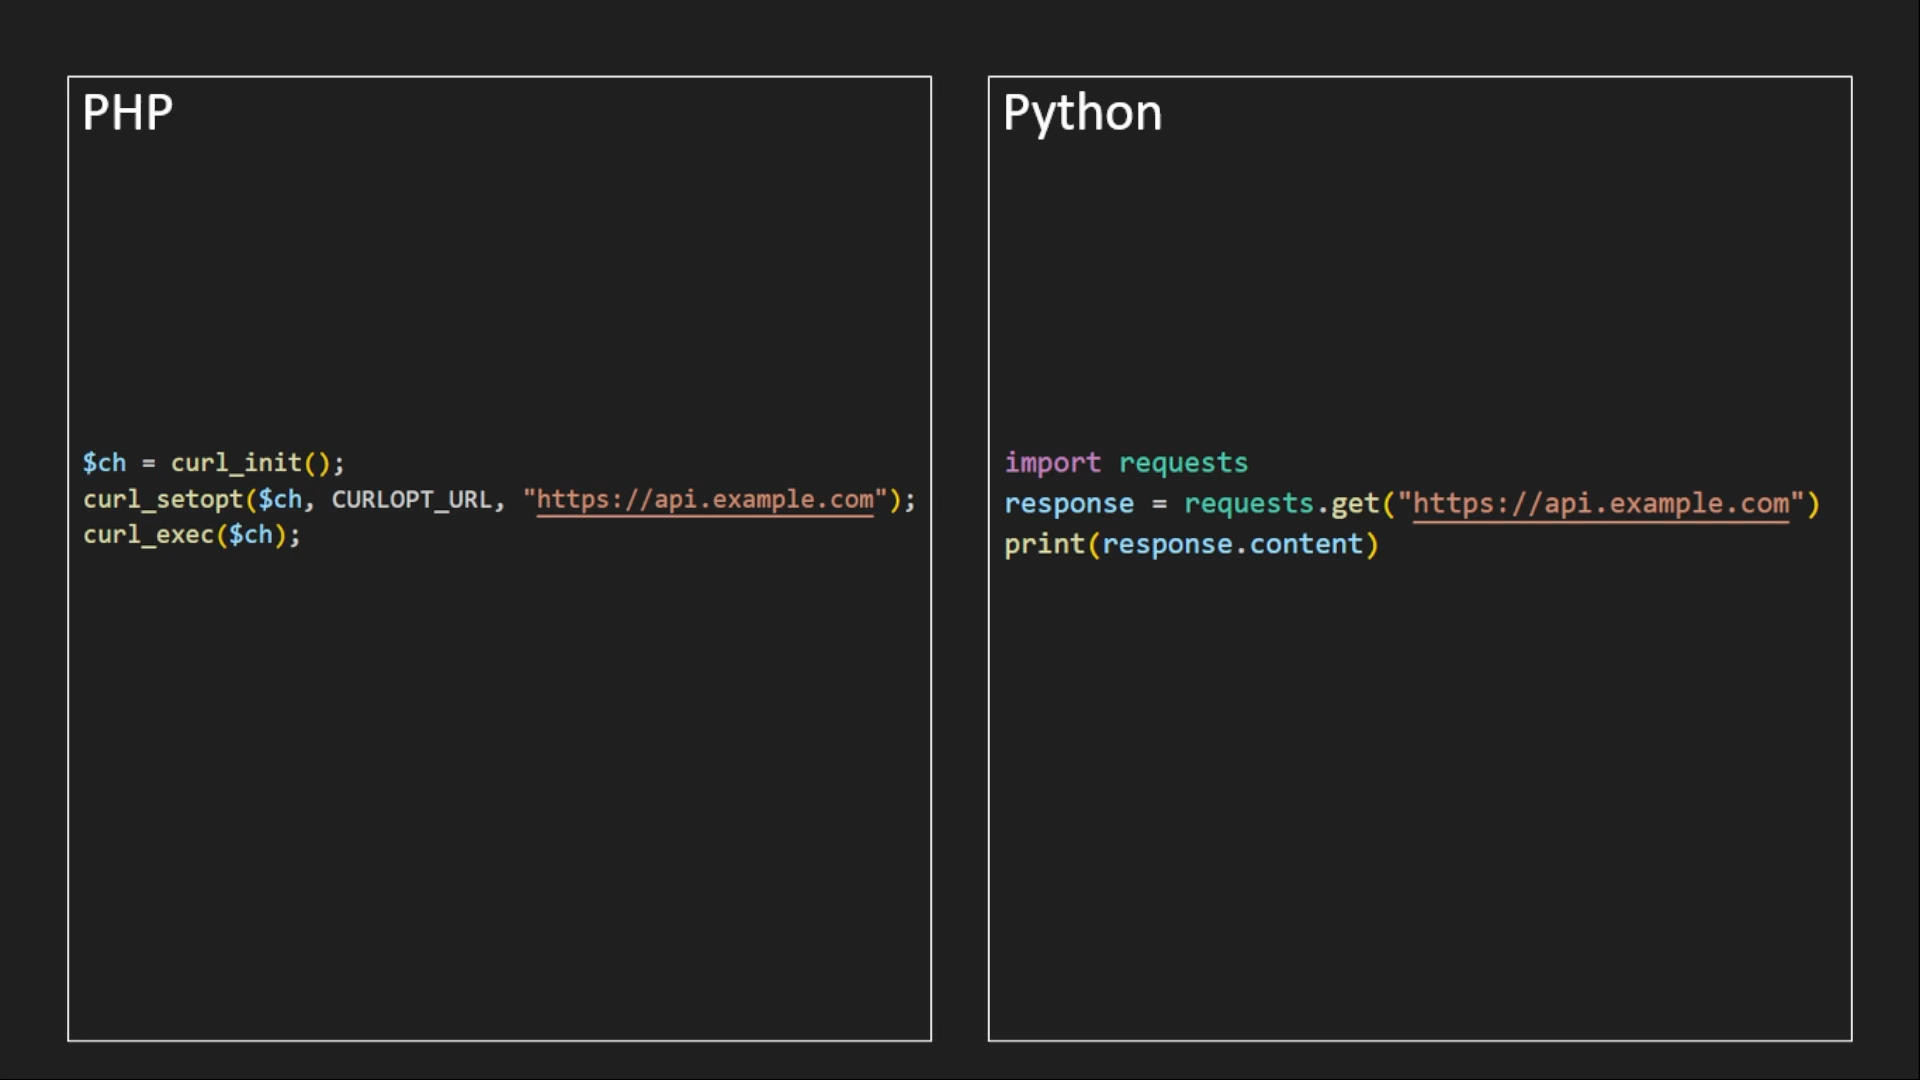 PHP
$ch = curl_init();
curl_setopt($ch, CURLOPT_URL, "https://api.example.com");
curl_exec($ch);
Python
import requests
response = requests.get("https://api.example.com")
print(response.content)